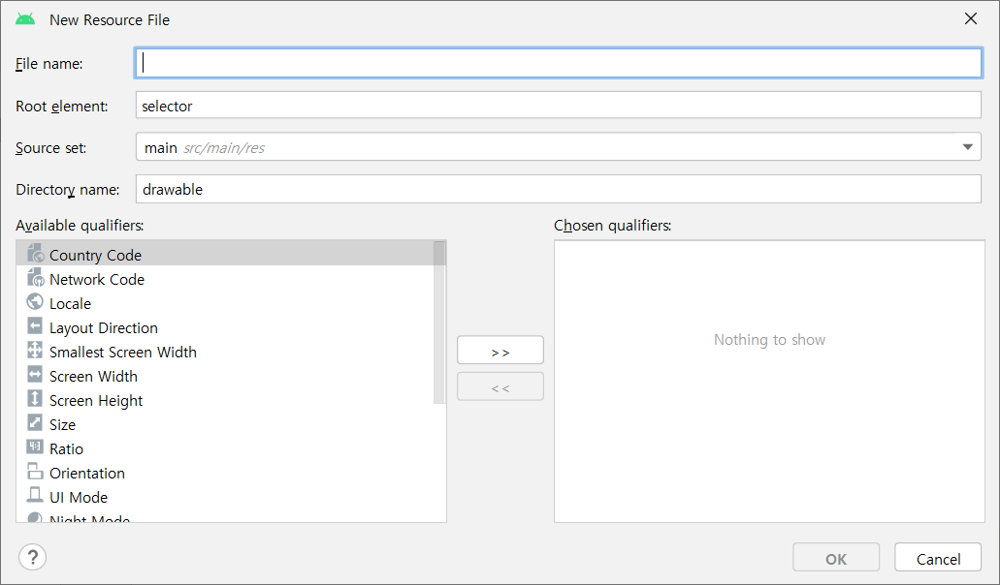 New Resource File
File name:
Root element: selector
Source set: main src/main/res
Directory name: drawable
Available qualifiers:
Chosen qualifiers:
Country Code
Network Code
Locale
Layout Direction
Smallest Screen Width
Screen Width
Screen Height
Size
Ratio
Orientation
UI Mode
Night Mode
>>
<<
Nothing to show
?
OK
Cancel